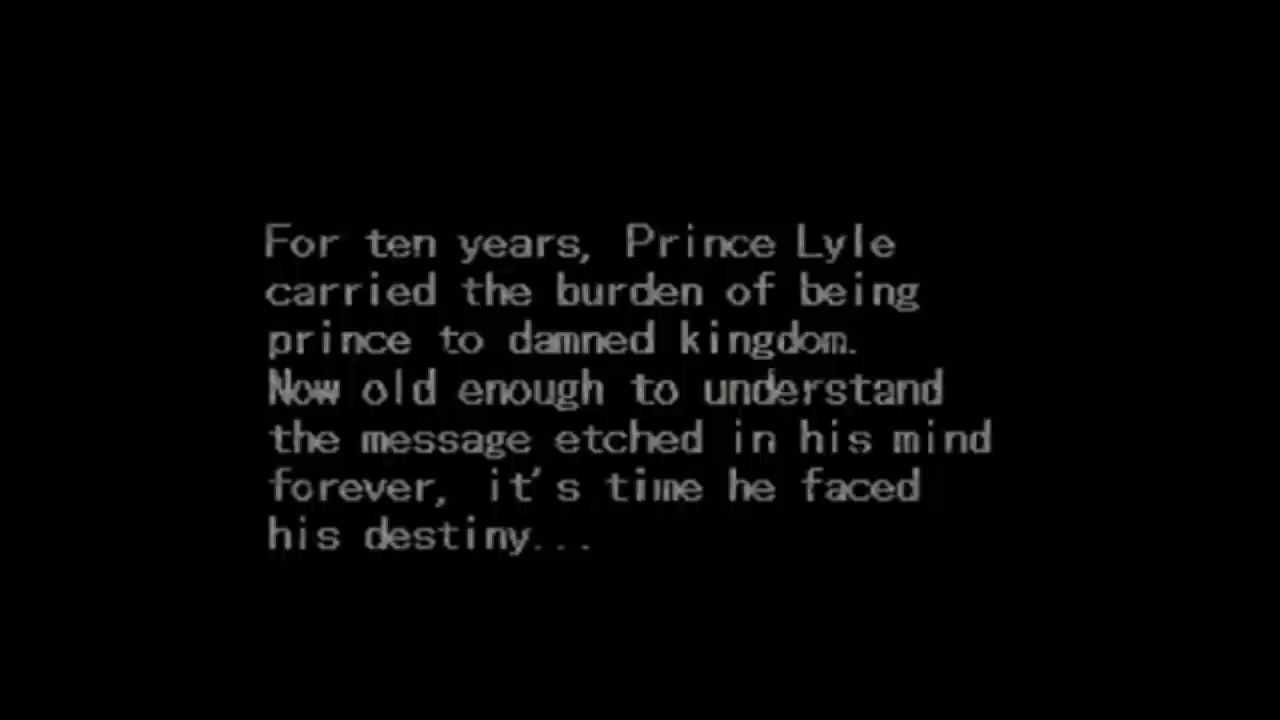 For ten years, Prince Lyle
carried the burden of being
prince to damned kingdom.
Now old enough to understand
the message etched in his mind
forever, it's time he faced
his destiny...